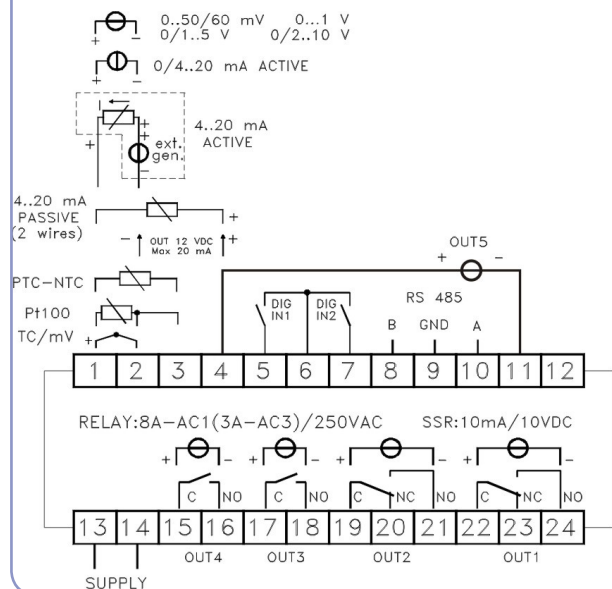 0..50/60 mV 0...1 V
0/1..5 V 0/2..10 V
+ -
0/4..20 mA ACTIVE
+ -
I
+
+
4..20 mA
ACTIVE
+ ext.
gen.
-
4..20 mA
PASSIVE
(2 wires)
+
- OUT 12 VDC +
Max 20 mA
PTC-NTC
Pt100
TC/mV + -
OUT5
+ -
DIG
IN1
DIG
IN2
RS 485
B GND A
1 2 3 4 5 6 7 8 9 10 11 12
RELAY:8A-AC1(3A-AC3)/250VAC SSR:10mA/10VDC
+ - + - + - + -
C NO C NO C NC NO C NC NO
13 14 15 16 17 18 19 20 21 22 23 24
OUT4 OUT3 OUT2 OUT1
SUPPLY